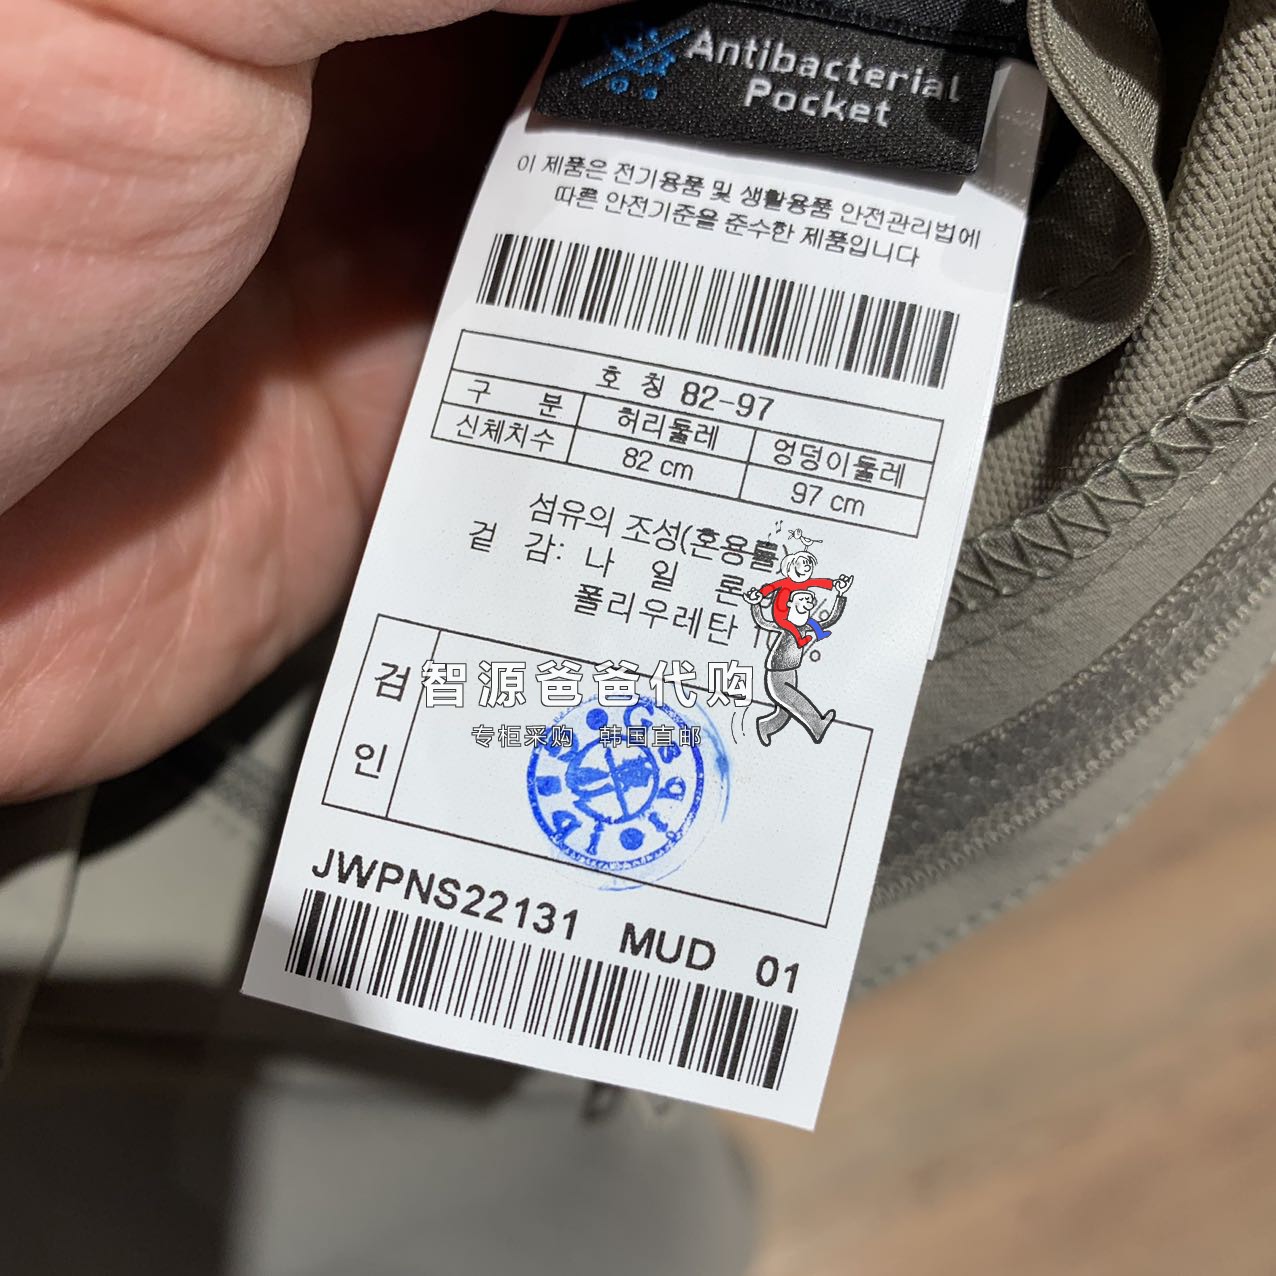 Antibacterial
Pocket
이 제품은 전기용품 및 생활용품 안전관리법에
따른 안전기준을 준수한 제품입니다
호 칭 82-97
구 분 허리둘레 엉덩이둘레
신체치수 82 cm 97 cm
섬유의 조성(혼용률)
겉 감: 나 일 론 %
폴리우레탄 %
검
인
智源爸爸代购
专柜采购 韩国直邮
JWPNS22131 MUD 01